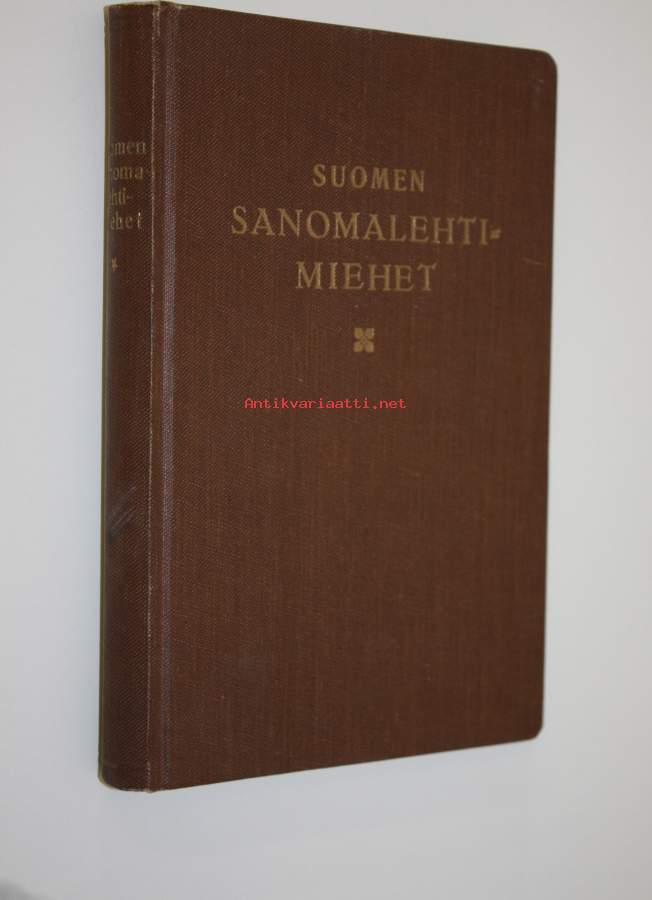 SUOMEN
SANOMALEHTI-
MIEHET
Antikvariaatti.net